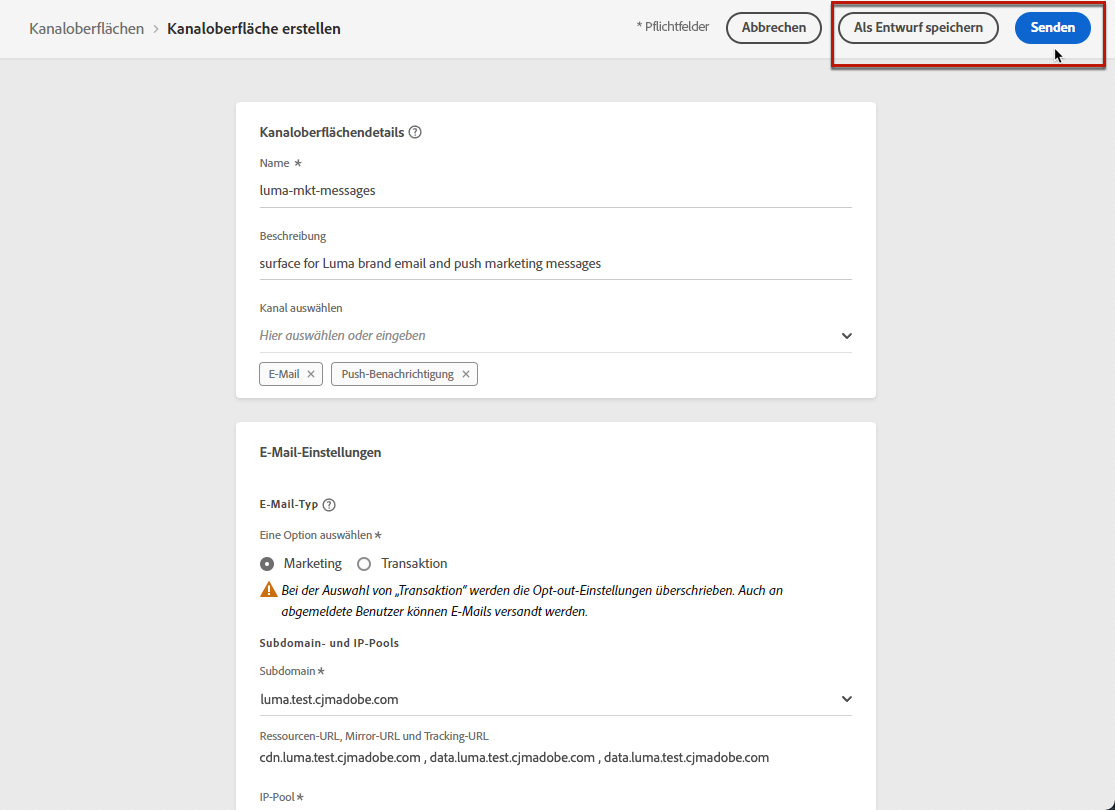 Kanaloberflächen > Kanaloberfläche erstellen
* Pflichtfelder
Abbrechen
Als Entwurf speichern
Senden
Kanaloberflächendetails ?
Name *
luma-mkt-messages
Beschreibung
surface for Luma brand email and push marketing messages
Kanal auswählen
Hier auswählen oder eingeben
E-Mail × Push-Benachrichtigung ×
E-Mail-Einstellungen
E-Mail-Typ ?
Eine Option auswählen *
Marketing Transaktion
Bei der Auswahl von „Transaktion“ werden die Opt-out-Einstellungen überschrieben. Auch an
abgemeldete Benutzer können E-Mails versandt werden.
Subdomain- und IP-Pools
Subdomain *
luma.test.cjmadobe.com
Ressourcen-URL, Mirror-URL und Tracking-URL
cdn.luma.test.cjmadobe.com , data.luma.test.cjmadobe.com , data.luma.test.cjmadobe.com
IP-Pool *